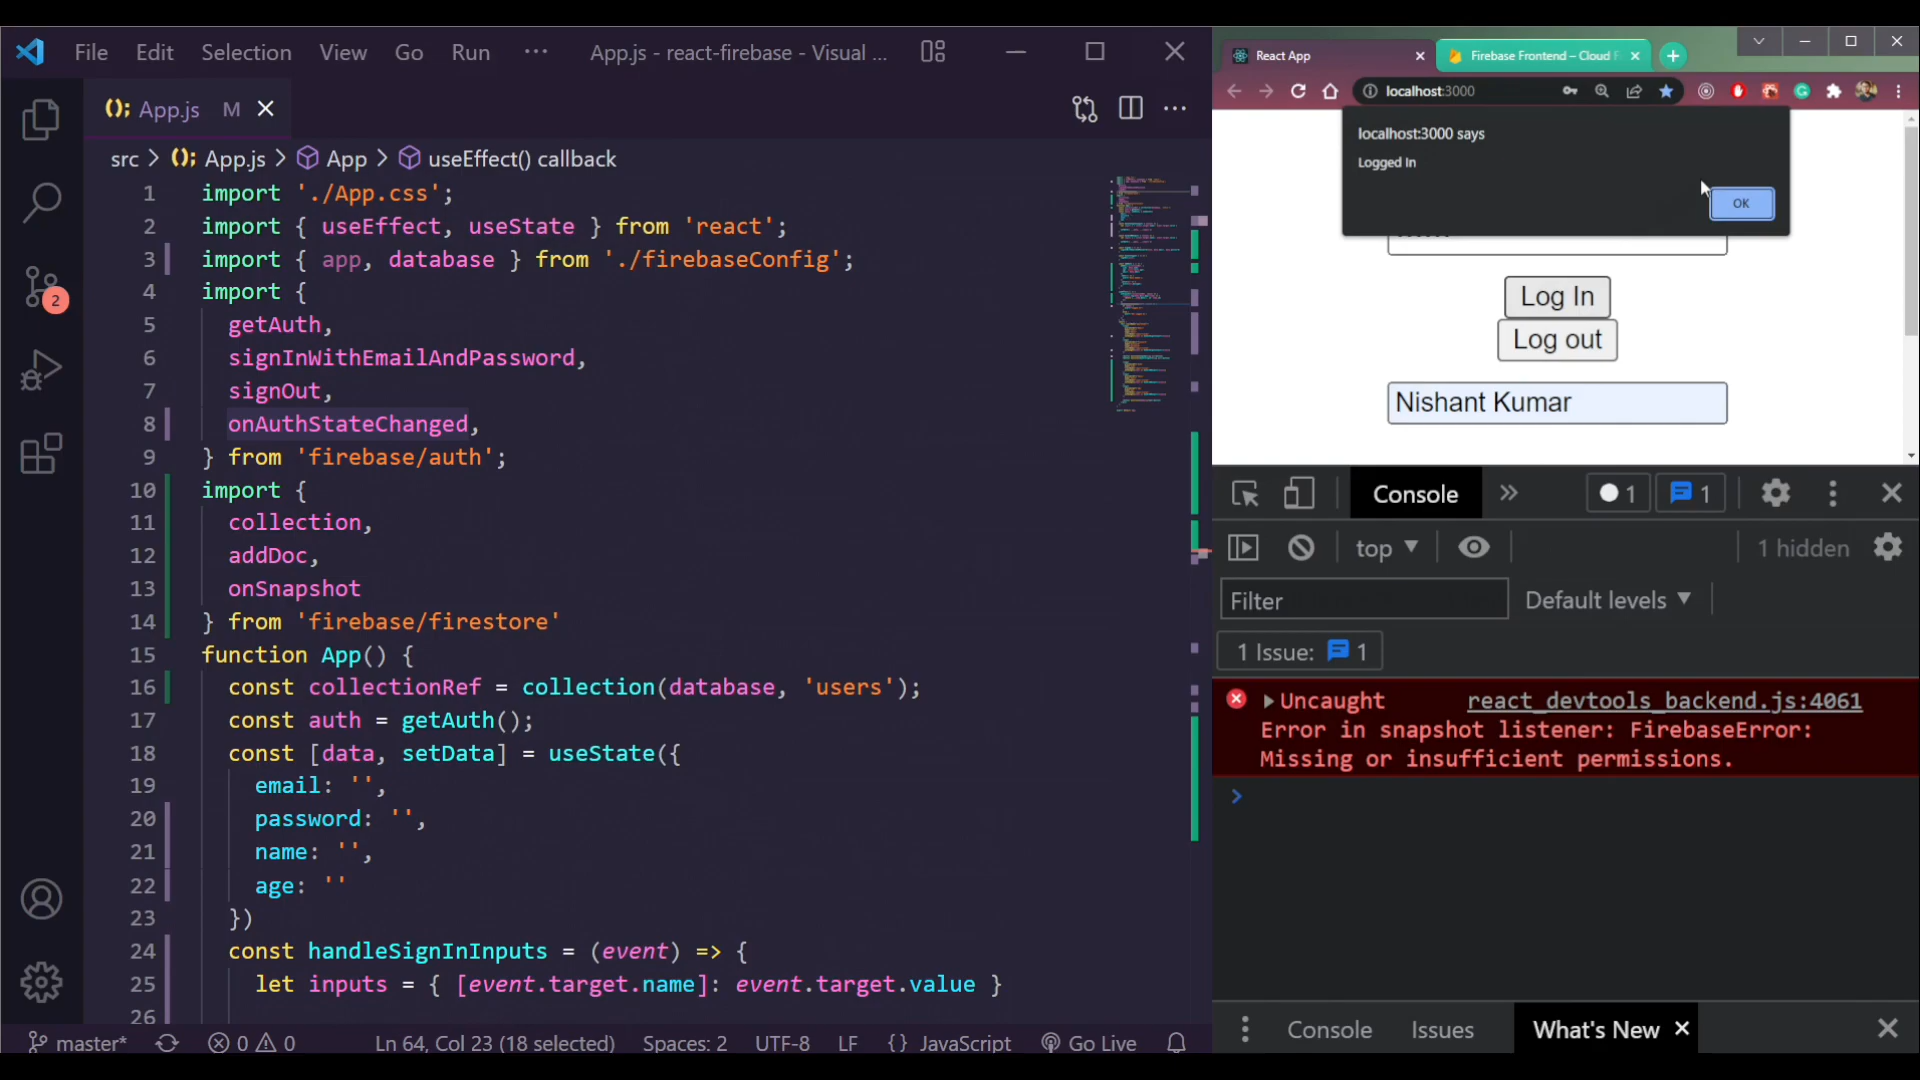 File Edit Selection View Go Run ··· App.js - react-firebase - Visual ...
App.js M
src > App.js > App > useEffect() callback
1 import './App.css';
2 import { useEffect, useState } from 'react';
3 import { app, database } from './firebaseConfig';
4 import {
5 getAuth,
6 signInWithEmailAndPassword,
7 signOut,
8 onAuthStateChanged,
9 } from 'firebase/auth';
10 import {
11 collection,
12 addDoc,
13 onSnapshot
14 } from 'firebase/firestore'
15 function App() {
16 const collectionRef = collection(database, 'users');
17 const auth = getAuth();
18 const [data, setData] = useState({
19 email: '',
20 password: '',
21 name: '',
22 age: ''
23 })
24 const handleSignInInputs = (event) => {
25 let inputs = { [event.target.name]: event.target.value }
26
2
master* 0 0 Ln 64, Col 23 (18 selected) Spaces: 2 UTF-8 LF {} JavaScript Go Live
React App Firebase Frontend – Cloud F
localhost:3000
localhost:3000 says
Logged In
OK
Log In
Log out
Nishant Kumar
Console 1 1
top 1 hidden
Filter Default levels
1 Issue: 1
Uncaught react_devtools_backend.js:4061
Error in snapshot listener: FirebaseError:
Missing or insufficient permissions.
Console Issues What's New